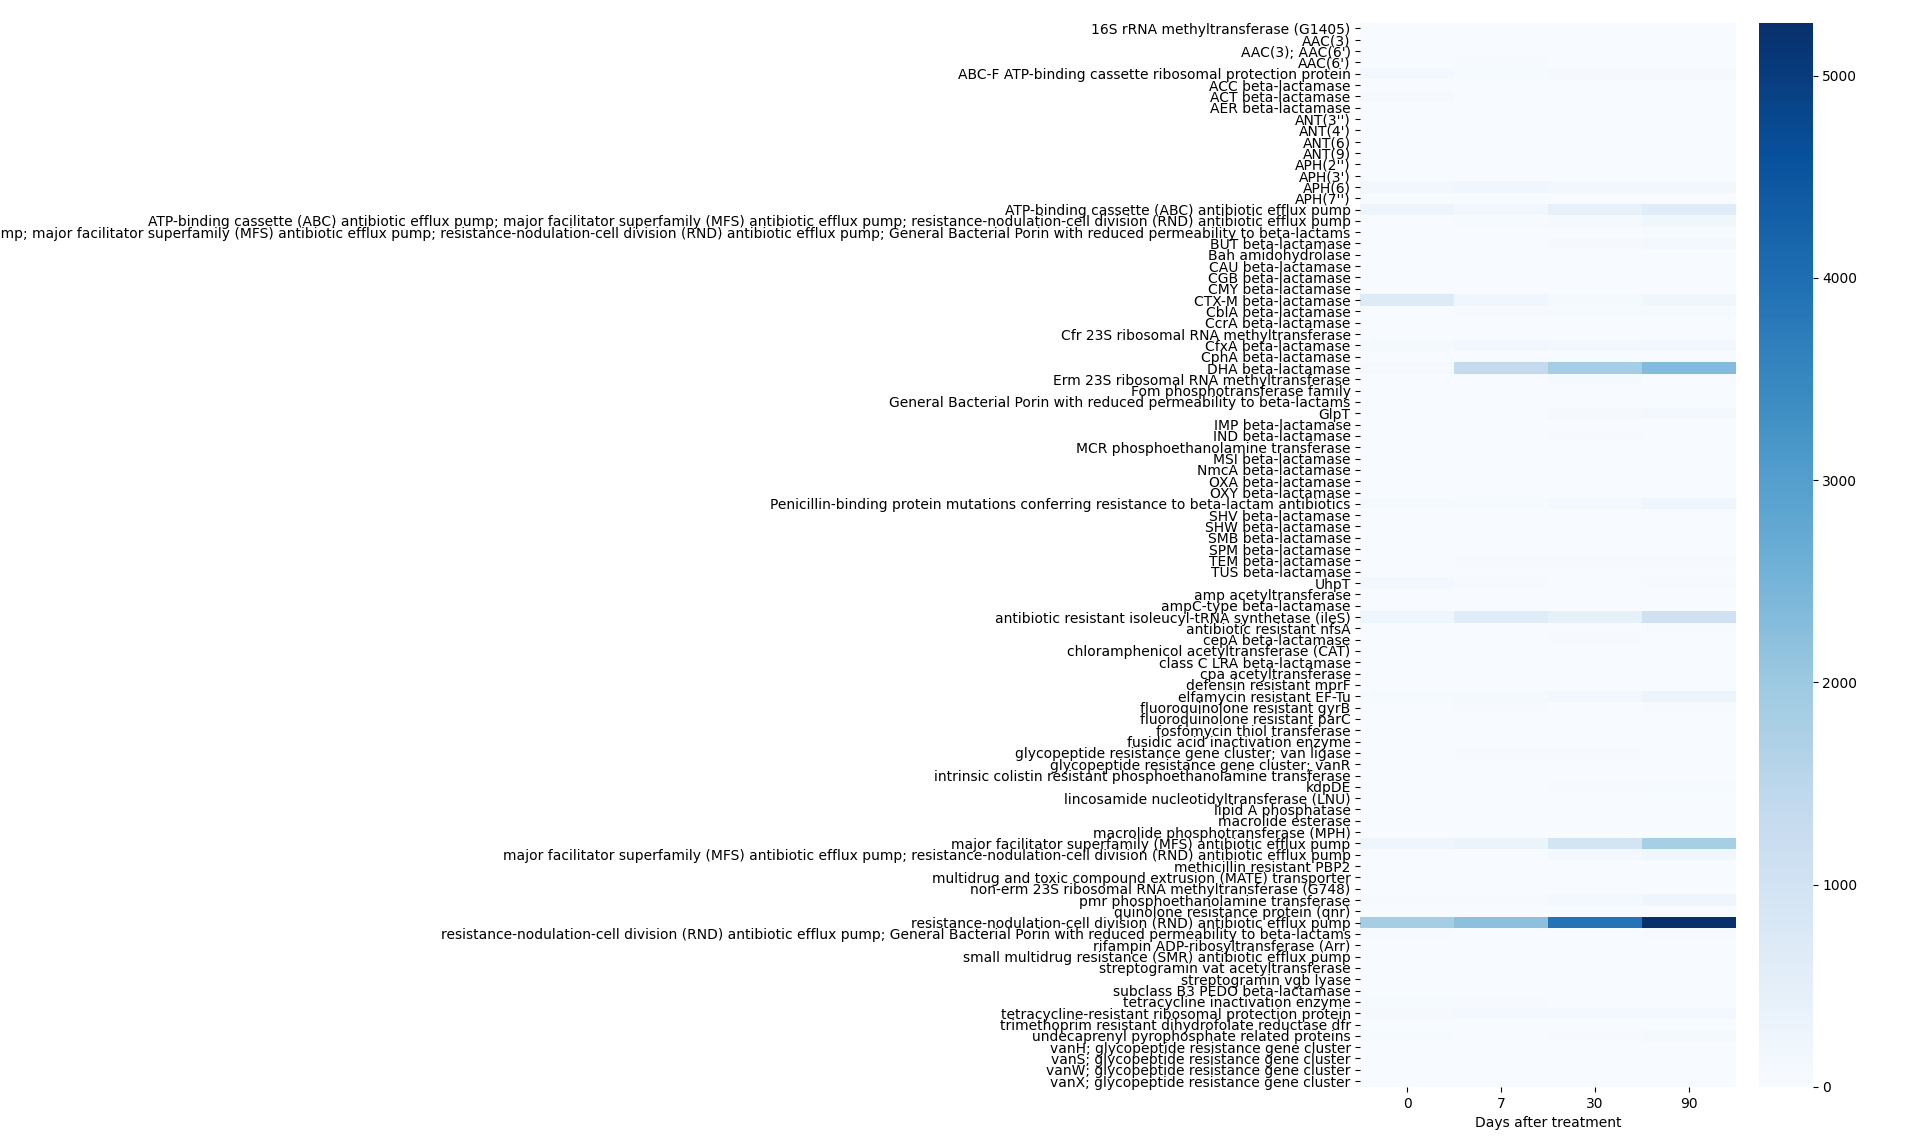 16S rRNA methyltransferase (G1405)
AAC(3)
AAC(3); AAC(6')
AAC(6')
ABC-F ATP-binding cassette ribosomal protection protein
ACC beta-lactamase
ACT beta-lactamase
AER beta-lactamase
ANT(3'')
ANT(4')
ANT(6)
ANT(9)
APH(2'')
APH(3')
APH(6)
APH(7'')
ATP-binding cassette (ABC) antibiotic efflux pump
ATP-binding cassette (ABC) antibiotic efflux pump; major facilitator superfamily (MFS) antibiotic efflux pump; resistance-nodulation-cell division (RND) antibiotic efflux pump
mp; major facilitator superfamily (MFS) antibiotic efflux pump; resistance-nodulation-cell division (RND) antibiotic efflux pump; General Bacterial Porin with reduced permeability to beta-lactams
BUT beta-lactamase
Bah amidohydrolase
CAU beta-lactamase
CGB beta-lactamase
CMY beta-lactamase
CTX-M beta-lactamase
CblA beta-lactamase
CcrA beta-lactamase
Cfr 23S ribosomal RNA methyltransferase
CfxA beta-lactamase
CphA beta-lactamase
DHA beta-lactamase
Erm 23S ribosomal RNA methyltransferase
Fom phosphotransferase family
General Bacterial Porin with reduced permeability to beta-lactams
GlpT
IMP beta-lactamase
IND beta-lactamase
MCR phosphoethanolamine transferase
MSI beta-lactamase
NmcA beta-lactamase
OXA beta-lactamase
OXY beta-lactamase
Penicillin-binding protein mutations conferring resistance to beta-lactam antibiotics
SHV beta-lactamase
SHW beta-lactamase
SMB beta-lactamase
SPM beta-lactamase
TEM beta-lactamase
TUS beta-lactamase
UhpT
amp acetyltransferase
ampC-type beta-lactamase
antibiotic resistant isoleucyl-tRNA synthetase (ileS)
antibiotic resistant nfsA
cepA beta-lactamase
chloramphenicol acetyltransferase (CAT)
class C LRA beta-lactamase
cpa acetyltransferase
defensin resistant mprF
elfamycin resistant EF-Tu
fluoroquinolone resistant gyrB
fluoroquinolone resistant parC
fosfomycin thiol transferase
fusidic acid inactivation enzyme
glycopeptide resistance gene cluster; van ligase
glycopeptide resistance gene cluster; vanR
intrinsic colistin resistant phosphoethanolamine transferase
kdpDE
lincosamide nucleotidyltransferase (LNU)
lipid A phosphatase
macrolide esterase
macrolide phosphotransferase (MPH)
major facilitator superfamily (MFS) antibiotic efflux pump
major facilitator superfamily (MFS) antibiotic efflux pump; resistance-nodulation-cell division (RND) antibiotic efflux pump
methicillin resistant PBP2
multidrug and toxic compound extrusion (MATE) transporter
non-erm 23S ribosomal RNA methyltransferase (G748)
pmr phosphoethanolamine transferase
quinolone resistance protein (qnr)
resistance-nodulation-cell division (RND) antibiotic efflux pump
resistance-nodulation-cell division (RND) antibiotic efflux pump; General Bacterial Porin with reduced permeability to beta-lactams
rifampin ADP-ribosyltransferase (Arr)
small multidrug resistance (SMR) antibiotic efflux pump
streptogramin vat acetyltransferase
streptogramin vgb lyase
subclass B3 PEDO beta-lactamase
tetracycline inactivation enzyme
tetracycline-resistant ribosomal protection protein
trimethoprim resistant dihydrofolate reductase dfr
undecaprenyl pyrophosphate related proteins
vanH; glycopeptide resistance gene cluster
vanS; glycopeptide resistance gene cluster
vanW; glycopeptide resistance gene cluster
vanX; glycopeptide resistance gene cluster
0 7 30 90
Days after treatment
5000
4000
3000
2000
1000
0